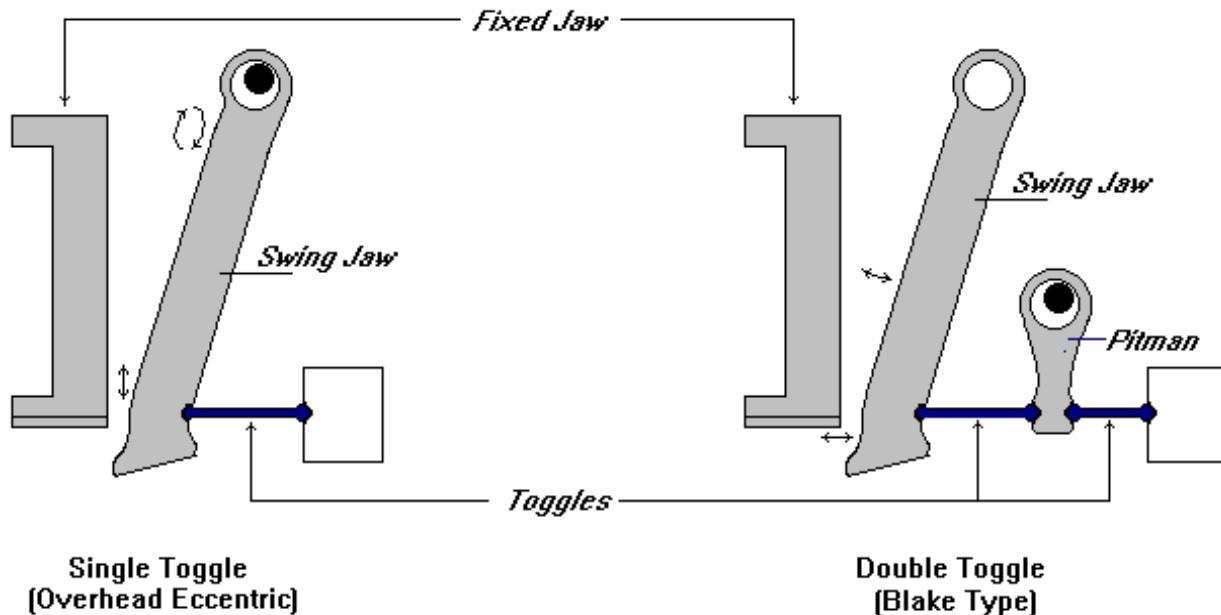 Fixed Jaw
Swing Jaw
Swing Jaw
Pitman
Toggles
Single Toggle
(Overhead Eccentric)
Double Toggle
(Blake Type)